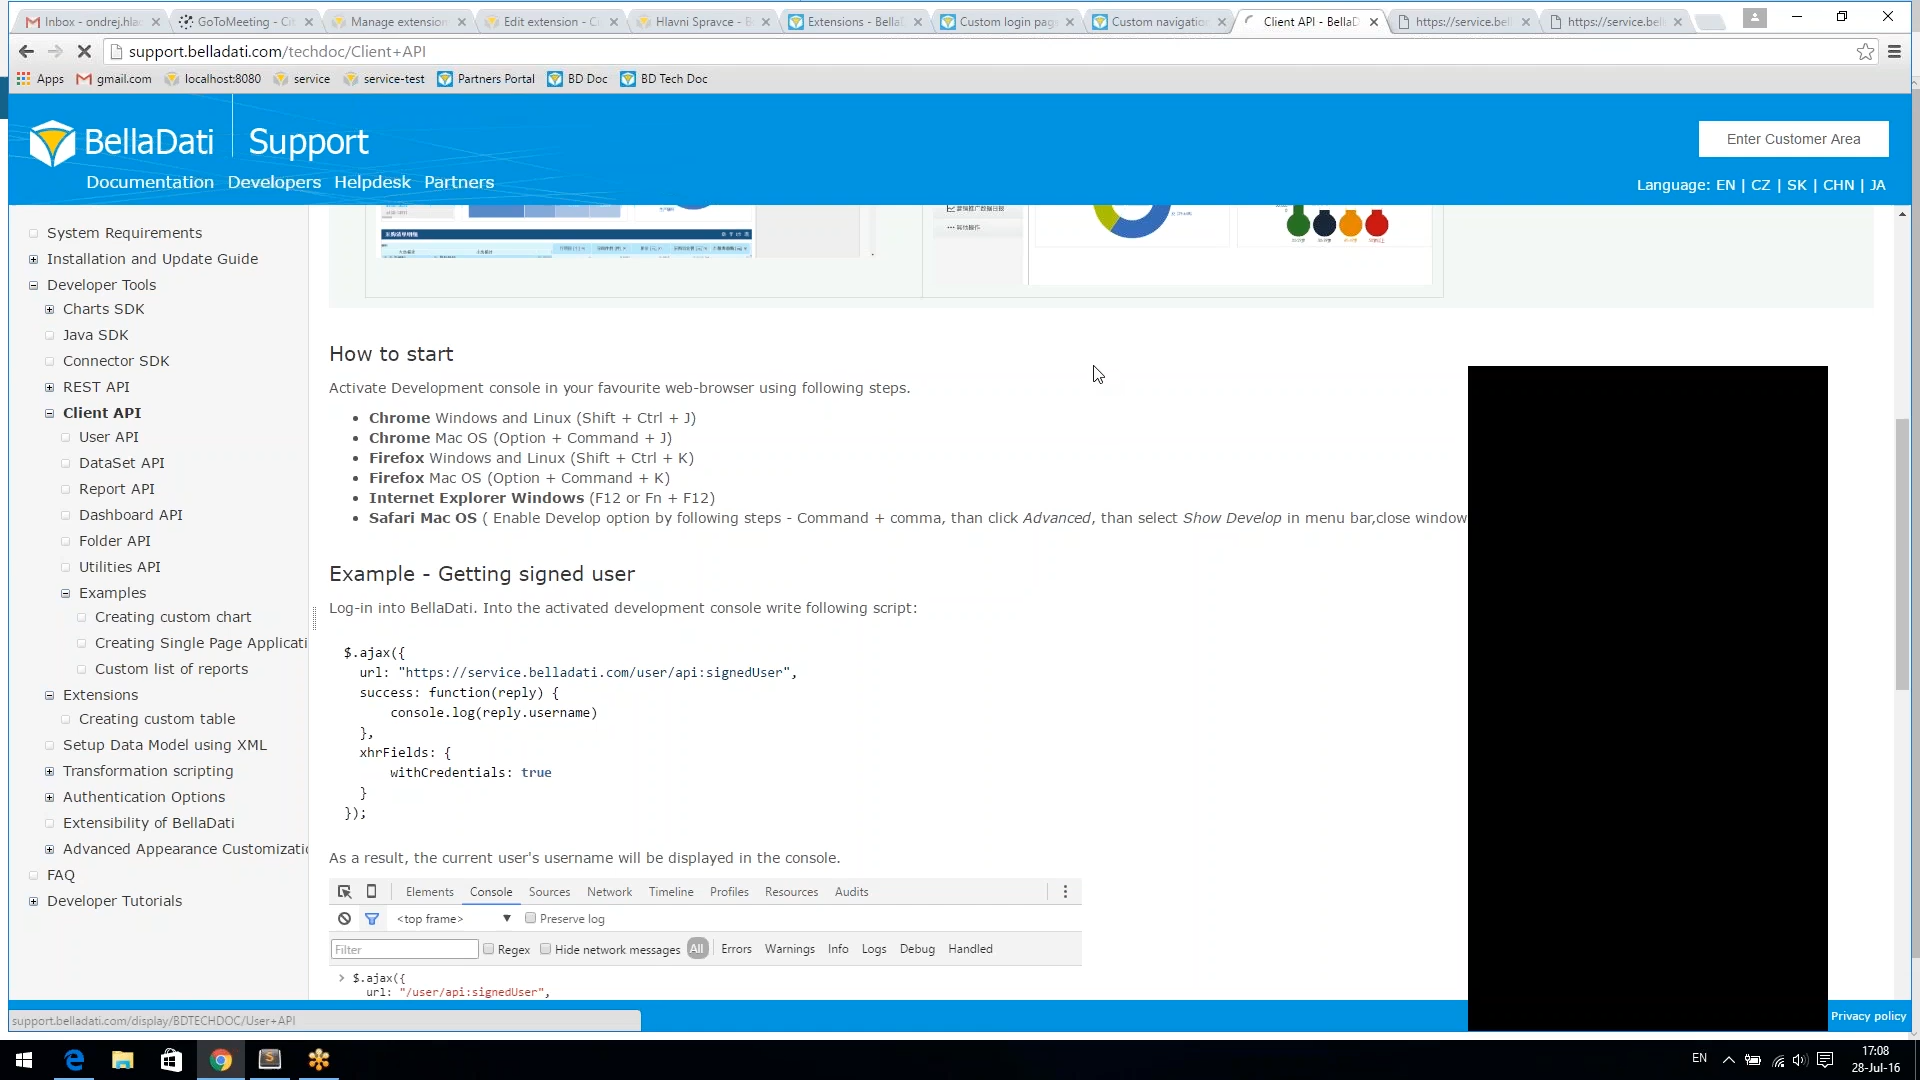 Inbox - ondrej.hla
GoToMeeting - Cit
Manage extension
Edit extension - C
Hlavni Spravce - B
Extensions - BellaD
Custom login page
Custom navigation
Client API - BellaD
https://service.bel
https://service.bel
support.belladati.com/techdoc/Client+API
Apps gmail.com localhost:8080 service service-test Partners Portal BD Doc BD Tech Doc
BellaDati Support
Enter Customer Area
Documentation Developers Helpdesk Partners
Language: EN | CZ | SK | CHN | JA
System Requirements
Installation and Update Guide
Developer Tools
Charts SDK
Java SDK
Connector SDK
REST API
Client API
User API
DataSet API
Report API
Dashboard API
Folder API
Utilities API
Examples
Creating custom chart
Creating Single Page Applicati
Custom list of reports
Extensions
Creating custom table
Setup Data Model using XML
Transformation scripting
Authentication Options
Extensibility of BellaDati
Advanced Appearance Customizatio
FAQ
Developer Tutorials
How to start
Activate Development console in your favourite web-browser using following steps.
• Chrome Windows and Linux (Shift + Ctrl + J)
• Chrome Mac OS (Option + Command + J)
• Firefox Windows and Linux (Shift + Ctrl + K)
• Firefox Mac OS (Option + Command + K)
• Internet Explorer Windows (F12 or Fn + F12)
• Safari Mac OS ( Enable Develop option by following steps - Command + comma, than click Advanced, than select Show Develop in menu bar,close window
Example - Getting signed user
Log-in into BellaDati. Into the activated development console write following script:
$.ajax({
url: "https://service.belladati.com/user/api:signedUser",
success: function(reply) {
console.log(reply.username)
},
xhrFields: {
withCredentials: true
}
});
As a result, the current user's username will be displayed in the console.
Elements Console Sources Network Timeline Profiles Resources Audits
<top frame> ▼ Preserve log
Filter Regex Hide network messages All Errors Warnings Info Logs Debug Handled
> $.ajax({
url: "/user/api:signedUser",
support.belladati.com/display/BDTECHDOC/User+API
Privacy policy
EN
17:08
28-Jul-16